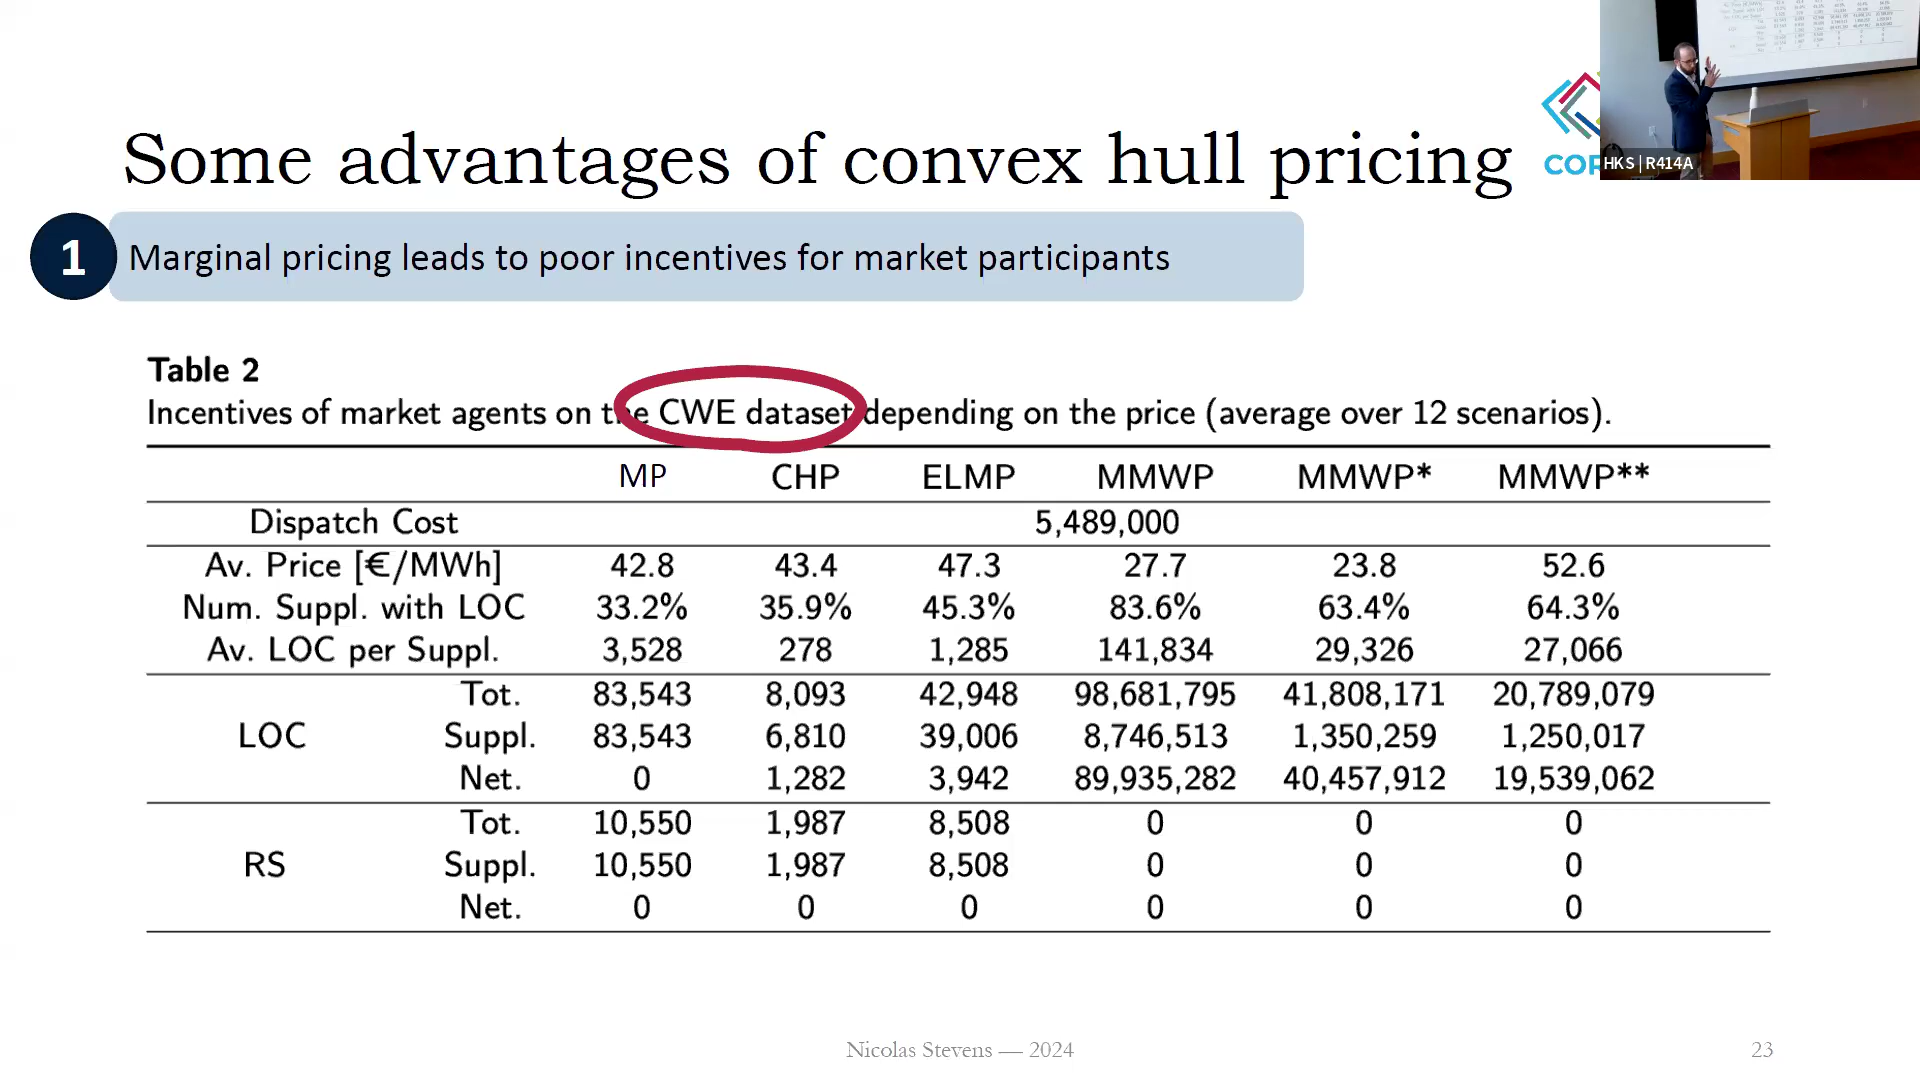 Some advantages of convex hull pricing
HKS | R414A
1 Marginal pricing leads to poor incentives for market participants
Table 2
Incentives of market agents on the CWE dataset depending on the price (average over 12 scenarios).
MP CHP ELMP MMWP MMWP* MMWP**
Dispatch Cost 5,489,000
Av. Price [€/MWh] 42.8 43.4 47.3 27.7 23.8 52.6
Num. Suppl. with LOC 33.2% 35.9% 45.3% 83.6% 63.4% 64.3%
Av. LOC per Suppl. 3,528 278 1,285 141,834 29,326 27,066
Tot. 83,543 8,093 42,948 98,681,795 41,808,171 20,789,079
LOC Suppl. 83,543 6,810 39,006 8,746,513 1,350,259 1,250,017
Net. 0 1,282 3,942 89,935,282 40,457,912 19,539,062
Tot. 10,550 1,987 8,508 0 0 0
RS Suppl. 10,550 1,987 8,508 0 0 0
Net. 0 0 0 0 0 0
Nicolas Stevens — 2024
23